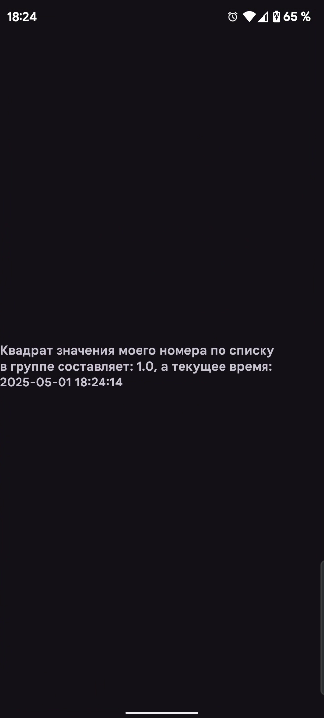 18:24 65 %
Квадрат значения моего номера по списку
в группе составляет: 1.0, а текущее время:
2025-05-01 18:24:14